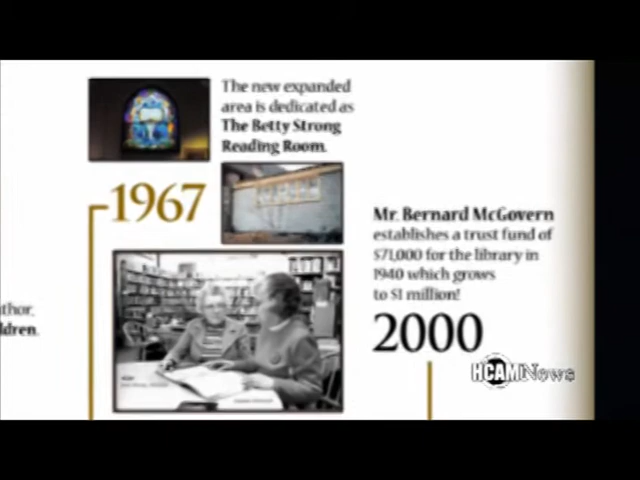 The new expanded
area is dedicated as
The Betty Strong
Reading Room.
1967
thor,
ldren.
Mr. Bernard McGovern
establishes a trust fund of
$71,000 for the library in
1940 which grows
to $1 million!
2000
HCAM News